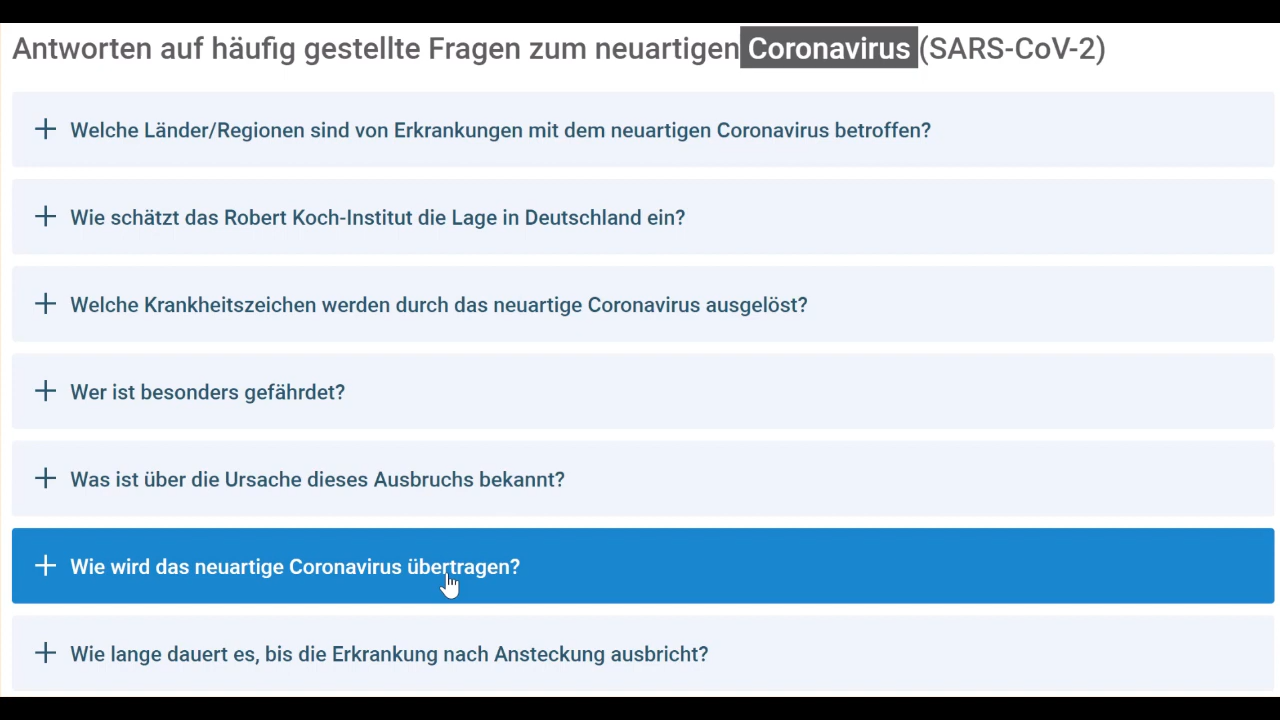 Antworten auf häufig gestellte Fragen zum neuartigen Coronavirus (SARS-CoV-2)
Welche Länder/Regionen sind von Erkrankungen mit dem neuartigen Coronavirus betroffen?
Wie schätzt das Robert Koch-Institut die Lage in Deutschland ein?
Welche Krankheitszeichen werden durch das neuartige Coronavirus ausgelöst?
Wer ist besonders gefährdet?
Was ist über die Ursache dieses Ausbruchs bekannt?
Wie wird das neuartige Coronavirus übertragen?
Wie lange dauert es, bis die Erkrankung nach Ansteckung ausbricht?